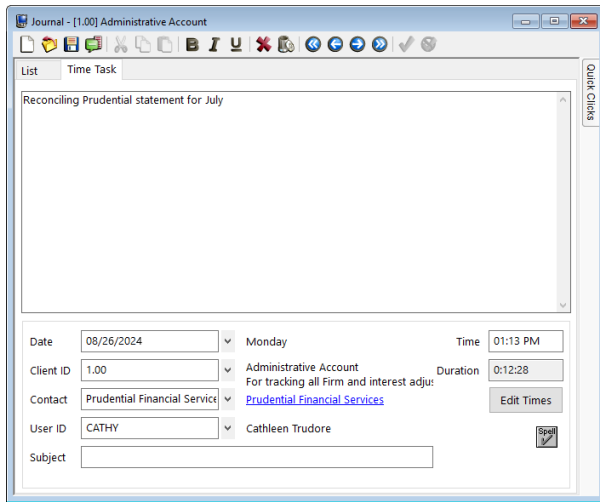 Journal - [1.00] Administrative Account
B I U
List Time Task
Quick Clicks
Reconciling Prudential statement for July
Date 08/26/2024 Monday Time 01:13 PM
Client ID 1.00 Administrative Account Duration 0:12:28
For tracking all Firm and interest adjus
Contact Prudential Financial Service Prudential Financial Services Edit Times
User ID CATHY Cathleen Trudore Spell
Subject